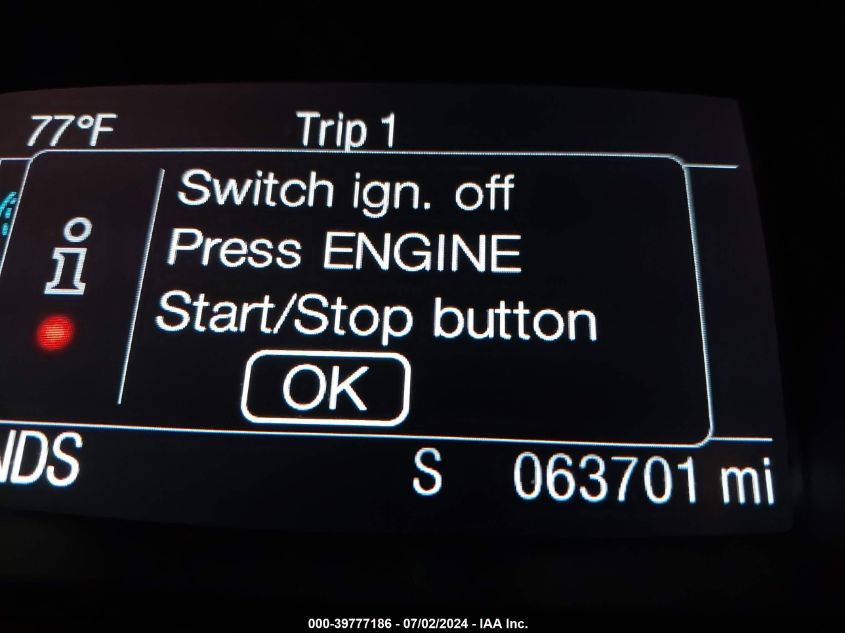 77°F Trip 1
Switch ign. off
Press ENGINE
Start/Stop button
OK
NDS S 063701 mi
000-39777186 - 07/02/2024 - IAA Inc.